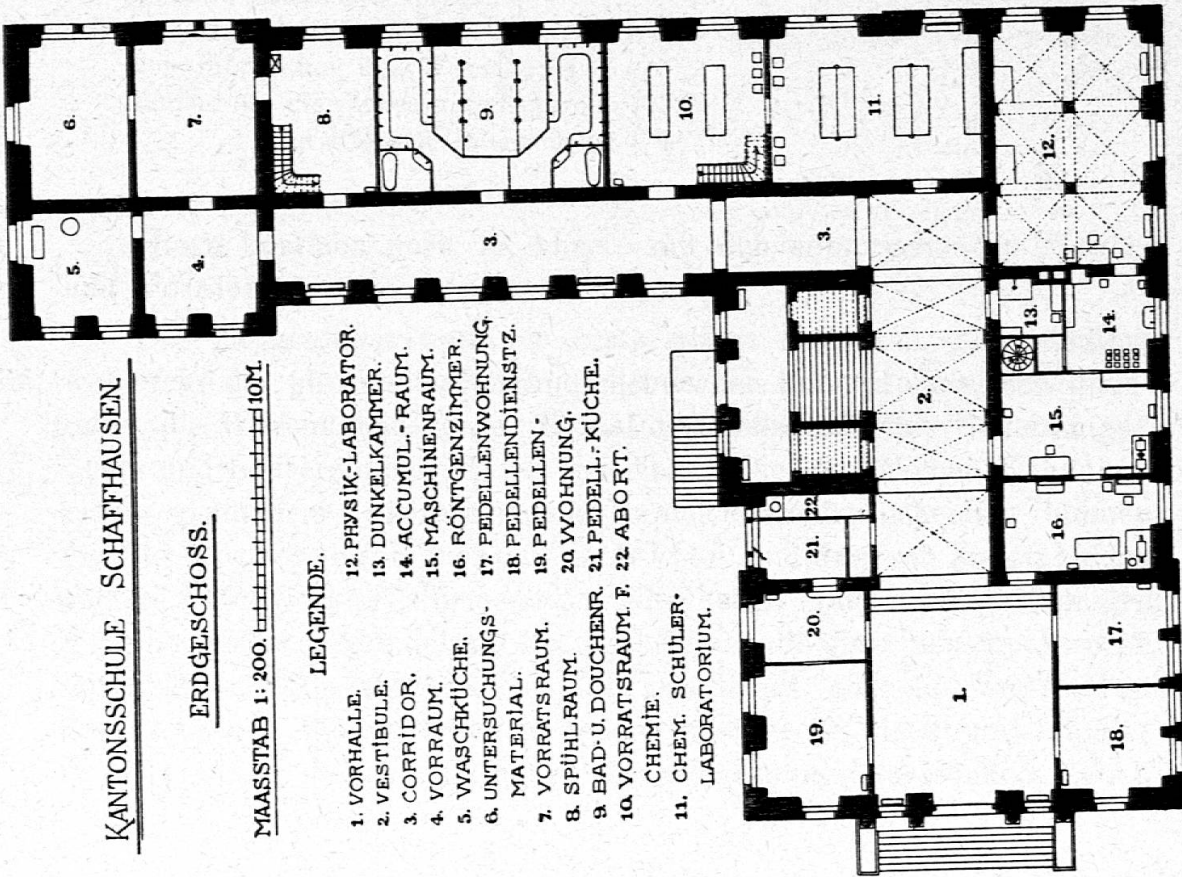 KANTONSSCHULE SCHAFFHAUSEN
ERDGESCHOSS.
MAASSTAB 1:200. 10M.
LEGENDE.
1. VORHALLE.
2. VESTIBULE.
3. CORRIDOR.
4. VORRAUM.
5. WASCHKÜCHE.
6. UNTERSUCHUNGS-
MATERIAL.
7. VORRATSRAUM.
8. SPÜHLRAUM.
9. BAD- U. DOUCHENR.
10. VORRATSRAUM. F.
CHEMIE.
11. CHEM. SCHÜLER-
LABORATORIUM.
12. PHYSIK-LABORATOR.
13. DUNKELKAMMER.
14. ACCUMUL.-RAUM.
15. MASCHINENRAUM.
16. RÖNTGENZIMMER.
17. PEDELLENWOHNUNG.
18. PEDELLENDIENSTZ.
19. PEDELLEN-
20. WOHNUNG.
21. PEDELL.-KÜCHE.
22. ABORT.
6.
7.
8.
9.
10.
11.
12.
5.
4.
3.
3.
13.
14.
2.
15.
22.
21.
16.
20.
17.
19.
1.
18.